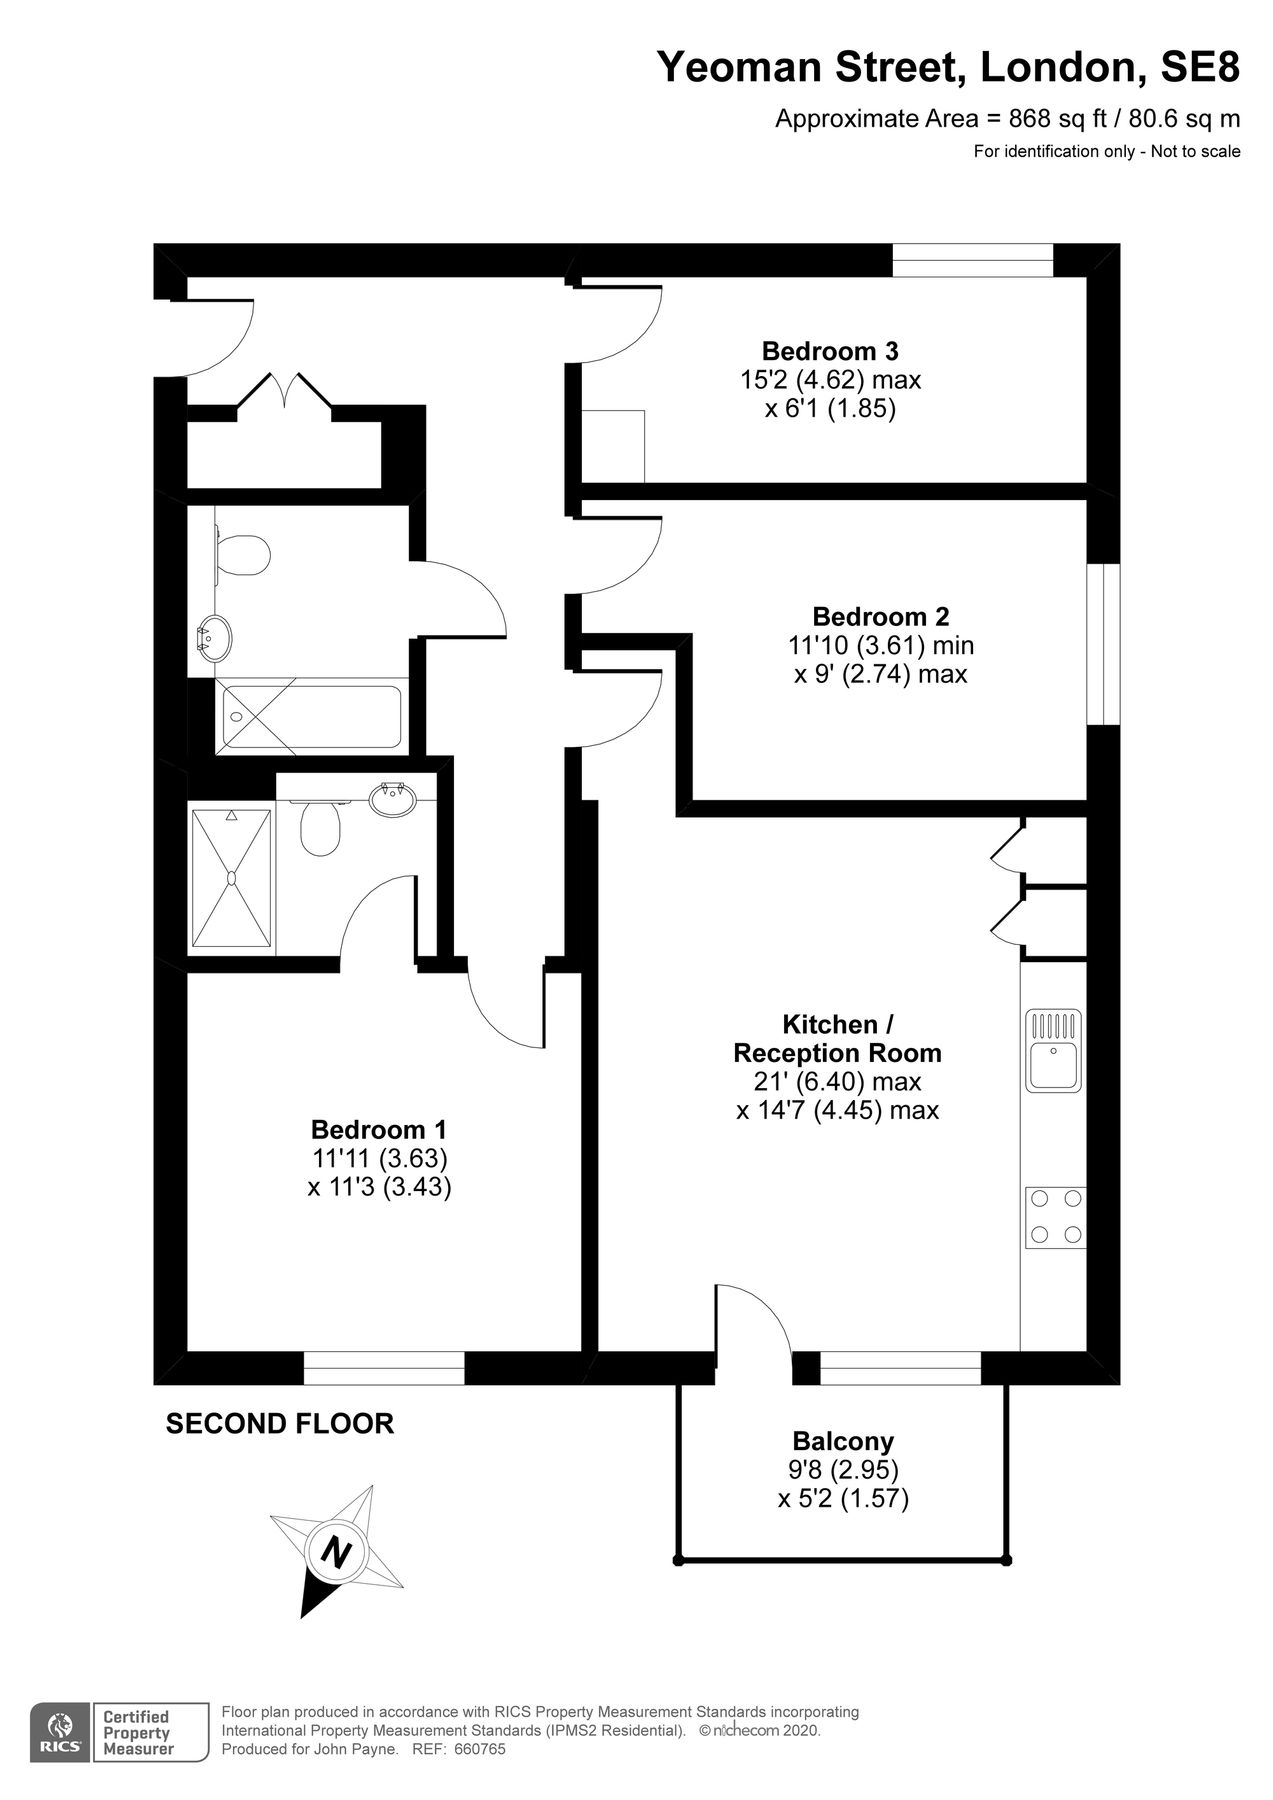 Yeoman Street, London, SE8
Approximate Area = 868 sq ft / 80.6 sq m
For identification only - Not to scale
Bedroom 3
15'2 (4.62) max
x 6'1 (1.85)
Bedroom 2
11'10 (3.61) min
x 9' (2.74) max
Kitchen /
Reception Room
21' (6.40) max
x 14'7 (4.45) max
Bedroom 1
11'11 (3.63)
x 11'3 (3.43)
SECOND FLOOR
Balcony
9'8 (2.95)
x 5'2 (1.57)
N
RICS
Certified
Property
Measurer
Floor plan produced in accordance with RICS Property Measurement Standards incorporating
International Property Measurement Standards (IPMS2 Residential). © nichecom 2020.
Produced for John Payne. REF: 660765